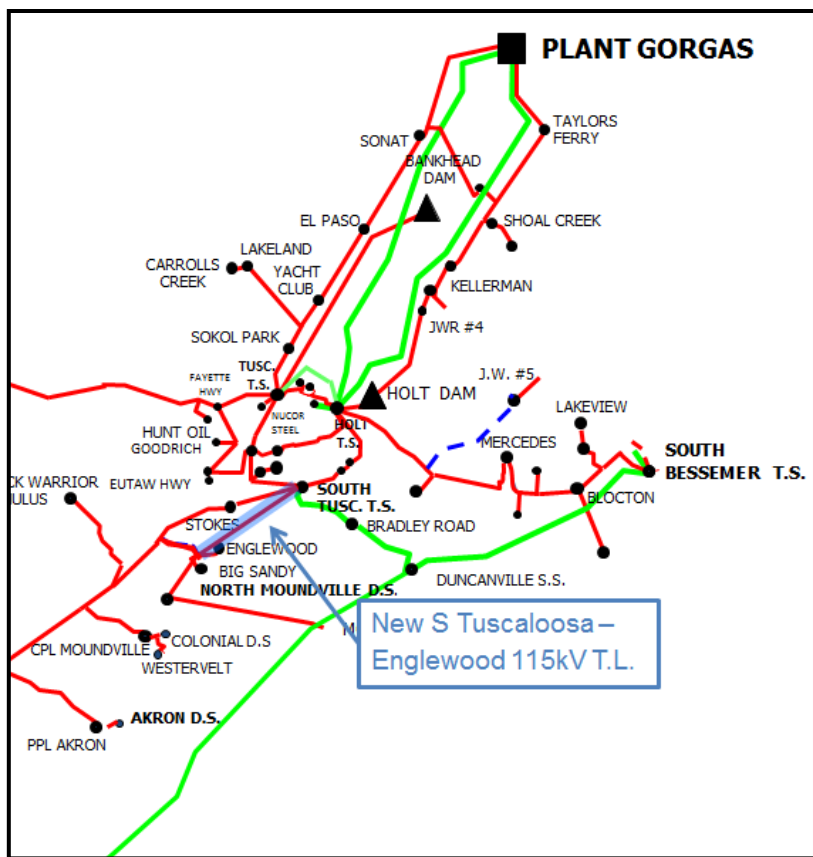 PLANT GORGAS
SONAT
TAYLORS
FERRY
BANKHEAD
DAM
EL PASO
SHOAL CREEK
LAKELAND
CARROLLS
CREEK
YACHT
CLUB
KELLERMAN
JWR #4
SOKOL PARK
TUSC.
T.S.
FAYETTE
HWY
HOLT DAM
J.W. #5
LAKEVIEW
NUCOR
STEEL
HOLT
T.S.
HUNT OIL
GOODRICH
MERCEDES
SOUTH
BESSEMER T.S.
CK WARRIOR
ULUS
EUTAW HWY
SOUTH
TUSC. T.S.
BLOCTON
STOKES
BRADLEY ROAD
ENGLEWOOD
BIG SANDY
DUNCANVILLE S.S.
NORTH MOUNDVILLE D.S.
M
New S Tuscaloosa –
Englewood 115kV T.L.
CPL MOUNDVILLE
COLONIAL D.S
WESTERVELT
AKRON D.S.
PPL AKRON